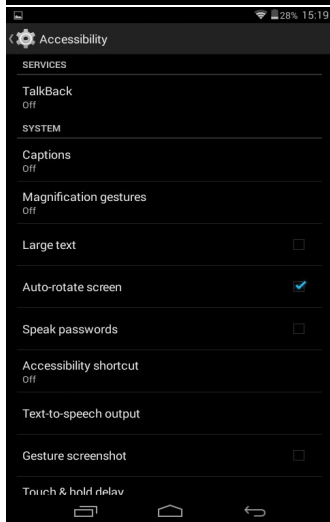 28% 15:19
Accessibility
SERVICES
TalkBack
Off
SYSTEM
Captions
Off
Magnification gestures
Off
Large text
Auto-rotate screen
Speak passwords
Accessibility shortcut
Off
Text-to-speech output
Gesture screenshot
Touch & hold delay